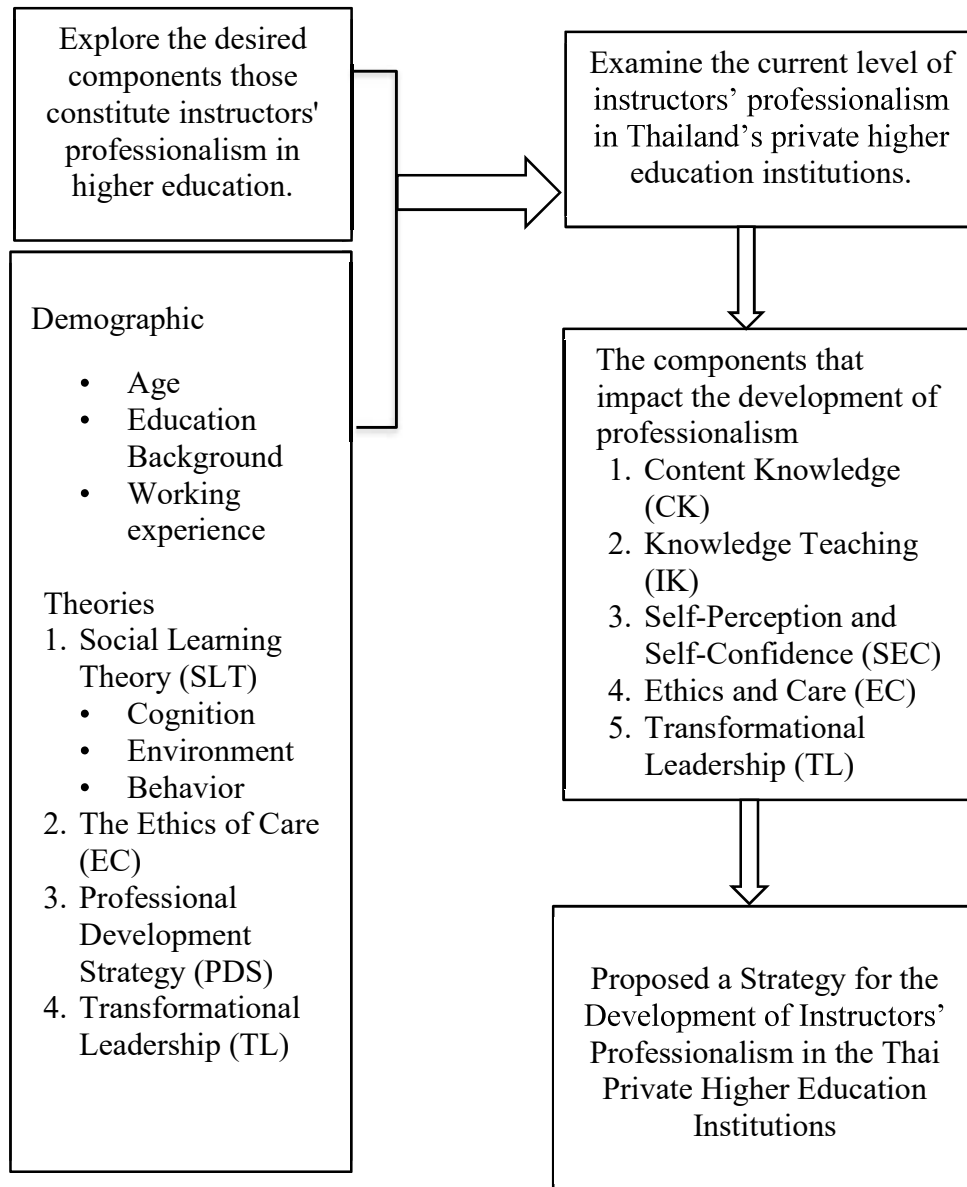 Explore the desired
components those
constitute instructors'
professionalism in
higher education.
Demographic
• Age
• Education
Background
• Working
experience
Theories
1. Social Learning
Theory (SLT)
• Cognition
• Environment
• Behavior
2. The Ethics of Care
(EC)
3. Professional
Development
Strategy (PDS)
4. Transformational
Leadership (TL)
Examine the current level of
instructors’ professionalism
in Thailand’s private higher
education institutions.
The components that
impact the development of
professionalism
1. Content Knowledge
(CK)
2. Knowledge Teaching
(IK)
3. Self-Perception and
Self-Confidence (SEC)
4. Ethics and Care (EC)
5. Transformational
Leadership (TL)
Proposed a Strategy for the
Development of Instructors’
Professionalism in the Thai
Private Higher Education
Institutions